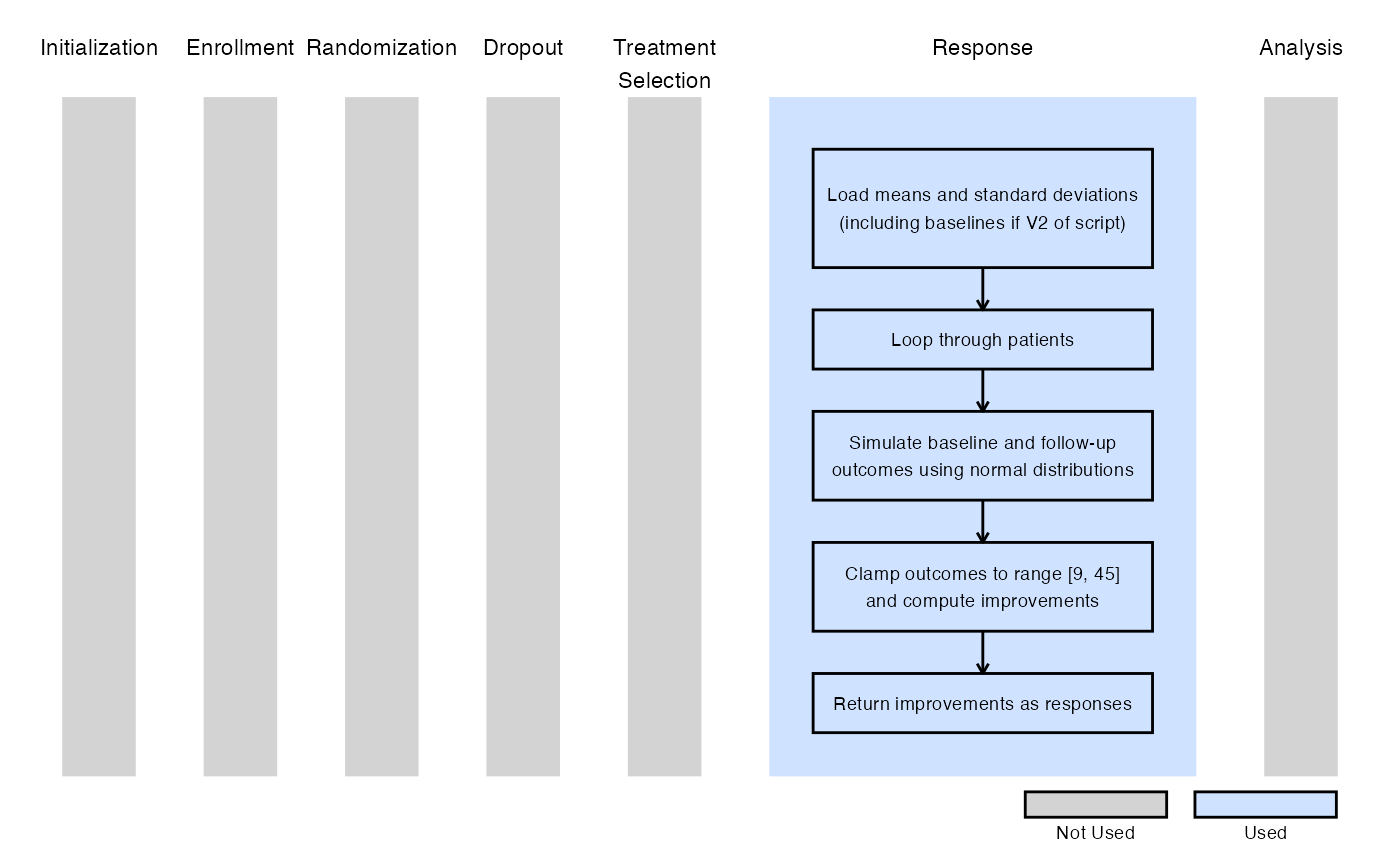 Initialization
Enrollment
Randomization
Dropout
Treatment
Selection
Response
Analysis
Load means and standard deviations
(including baselines if V2 of script)
Loop through patients
Simulate baseline and follow-up
outcomes using normal distributions
Clamp outcomes to range [9, 45]
and compute improvements
Return improvements as responses
Not Used
Used